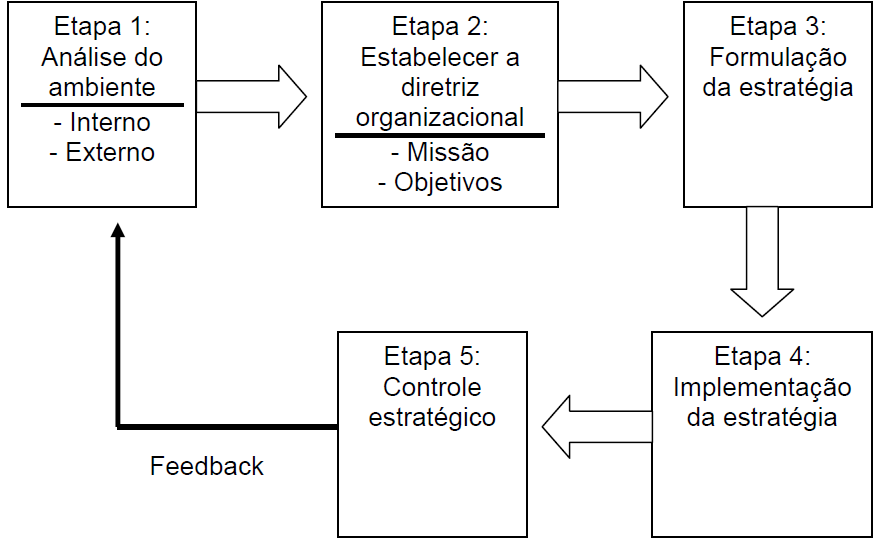 Etapa 1:
Análise do
ambiente
- Interno
- Externo
Etapa 2:
Estabelecer a
diretriz
organizacional
- Missão
- Objetivos
Etapa 3:
Formulação
da estratégia
Etapa 4:
Implementação
da estratégia
Etapa 5:
Controle
estratégico
Feedback